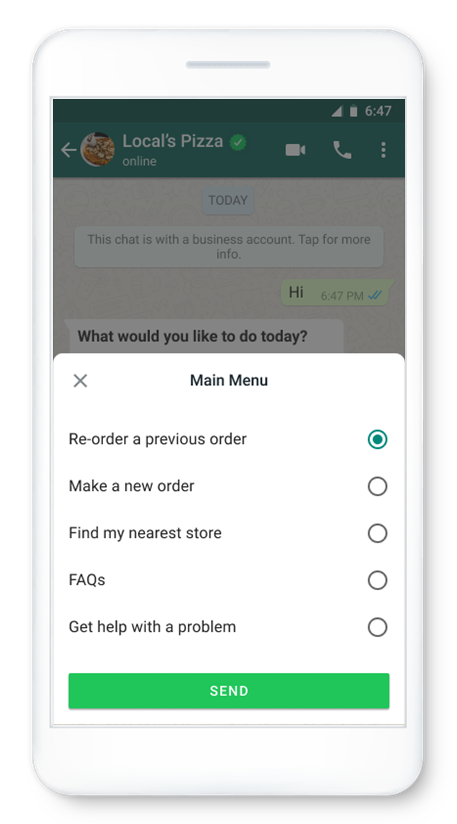 6:47
Local's Pizza
online
TODAY
This chat is with a business account. Tap for more
info.
Hi 6:47 PM
What would you like to do today?
Main Menu
Re-order a previous order
Make a new order
Find my nearest store
FAQs
Get help with a problem
SEND